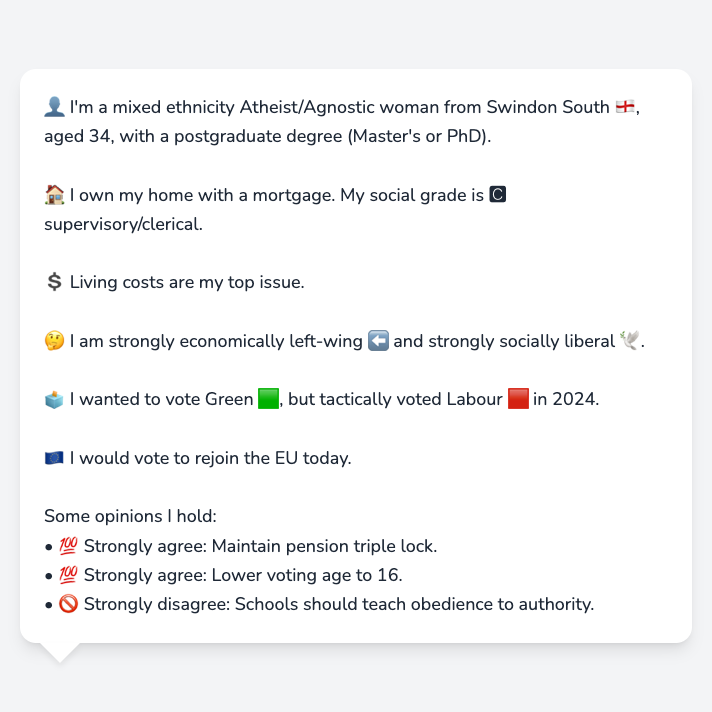 👤 I'm a mixed ethnicity Atheist/Agnostic woman from Swindon South 🏴󠁧󠁢󠁥󠁮󠁧󠁿,
aged 34, with a postgraduate degree (Master's or PhD).
🏠 I own my home with a mortgage. My social grade is 🅲
supervisory/clerical.
💲 Living costs are my top issue.
🤔 I am strongly economically left-wing ⬅️ and strongly socially liberal 🕊️.
🗳️ I wanted to vote Green 🟩, but tactically voted Labour 🟥 in 2024.
🇪🇺 I would vote to rejoin the EU today.
Some opinions I hold:
• 💯 Strongly agree: Maintain pension triple lock.
• 💯 Strongly agree: Lower voting age to 16.
• 🚫 Strongly disagree: Schools should teach obedience to authority.